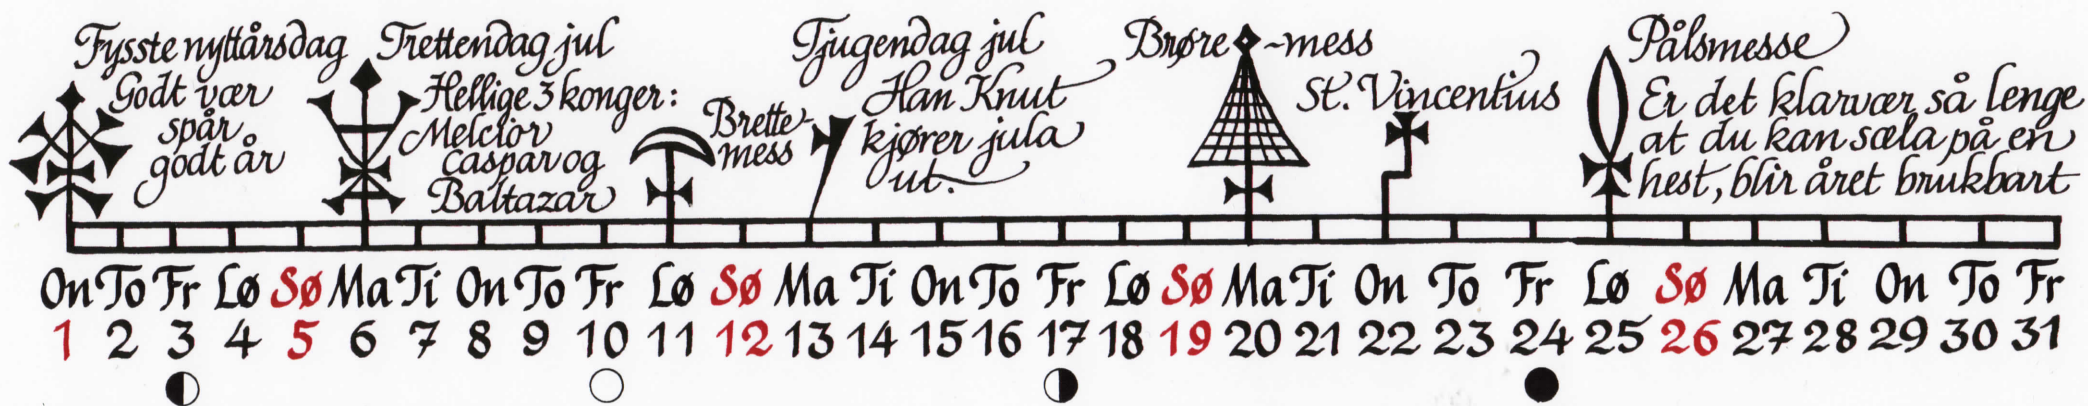 Fysste nyttårsdag
Godt vær
spår
godt år
Trettendag jul
Hellige 3 konger:
Melcior
Caspar og
Baltazar
Brette-
mess
Tjugendag jul
Han Knut
kjører jula
ut.
Brøre-mess
St. Vincentius
Pålsmesse
Er det klarvær så lenge
at du kan sæla på en
hest, blir året brukbart
On To Fr Lø Sø Ma Ti On To Fr Lø Sø Ma Ti On To Fr Lø Sø Ma Ti On To Fr Lø Sø Ma Ti On To Fr
1 2 3 4 5 6 7 8 9 10 11 12 13 14 15 16 17 18 19 20 21 22 23 24 25 26 27 28 29 30 31